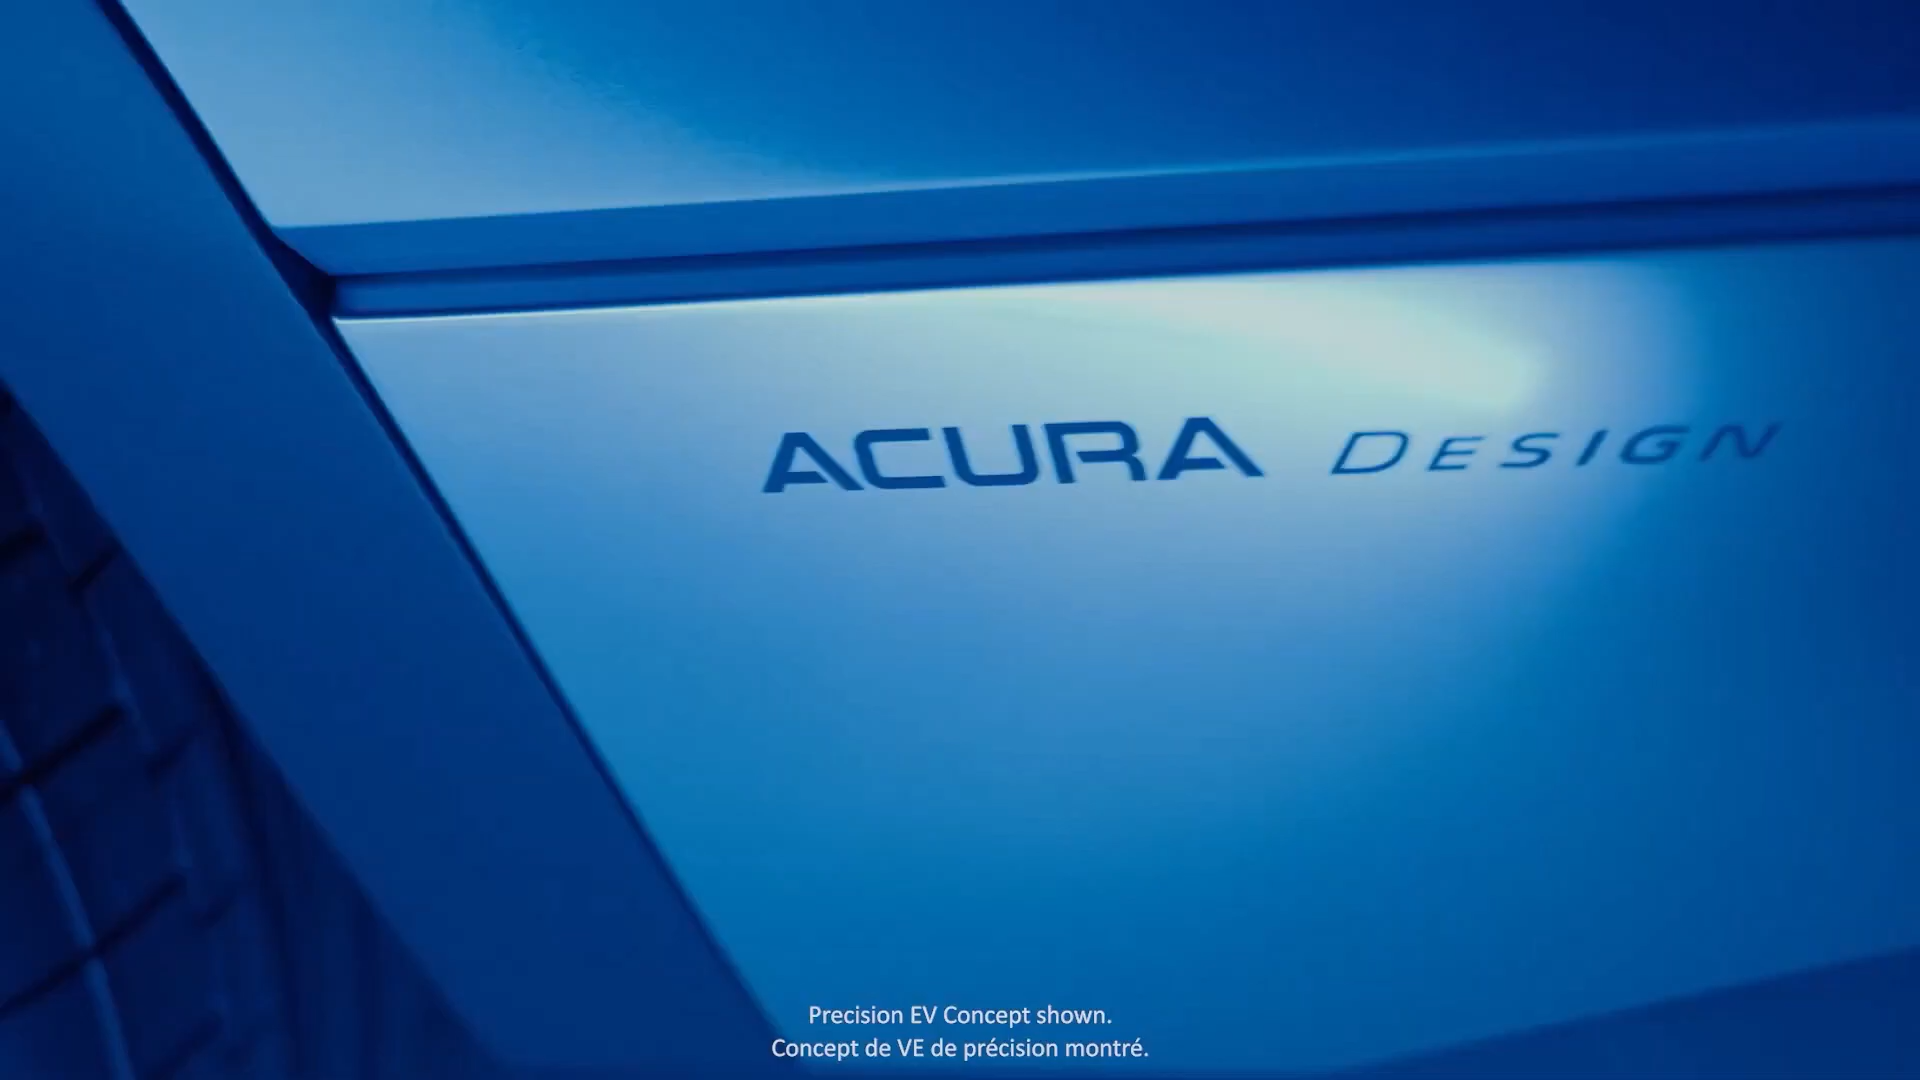 ACURA DESIGN
Precision EV Concept shown.
Concept de VE de précision montré.